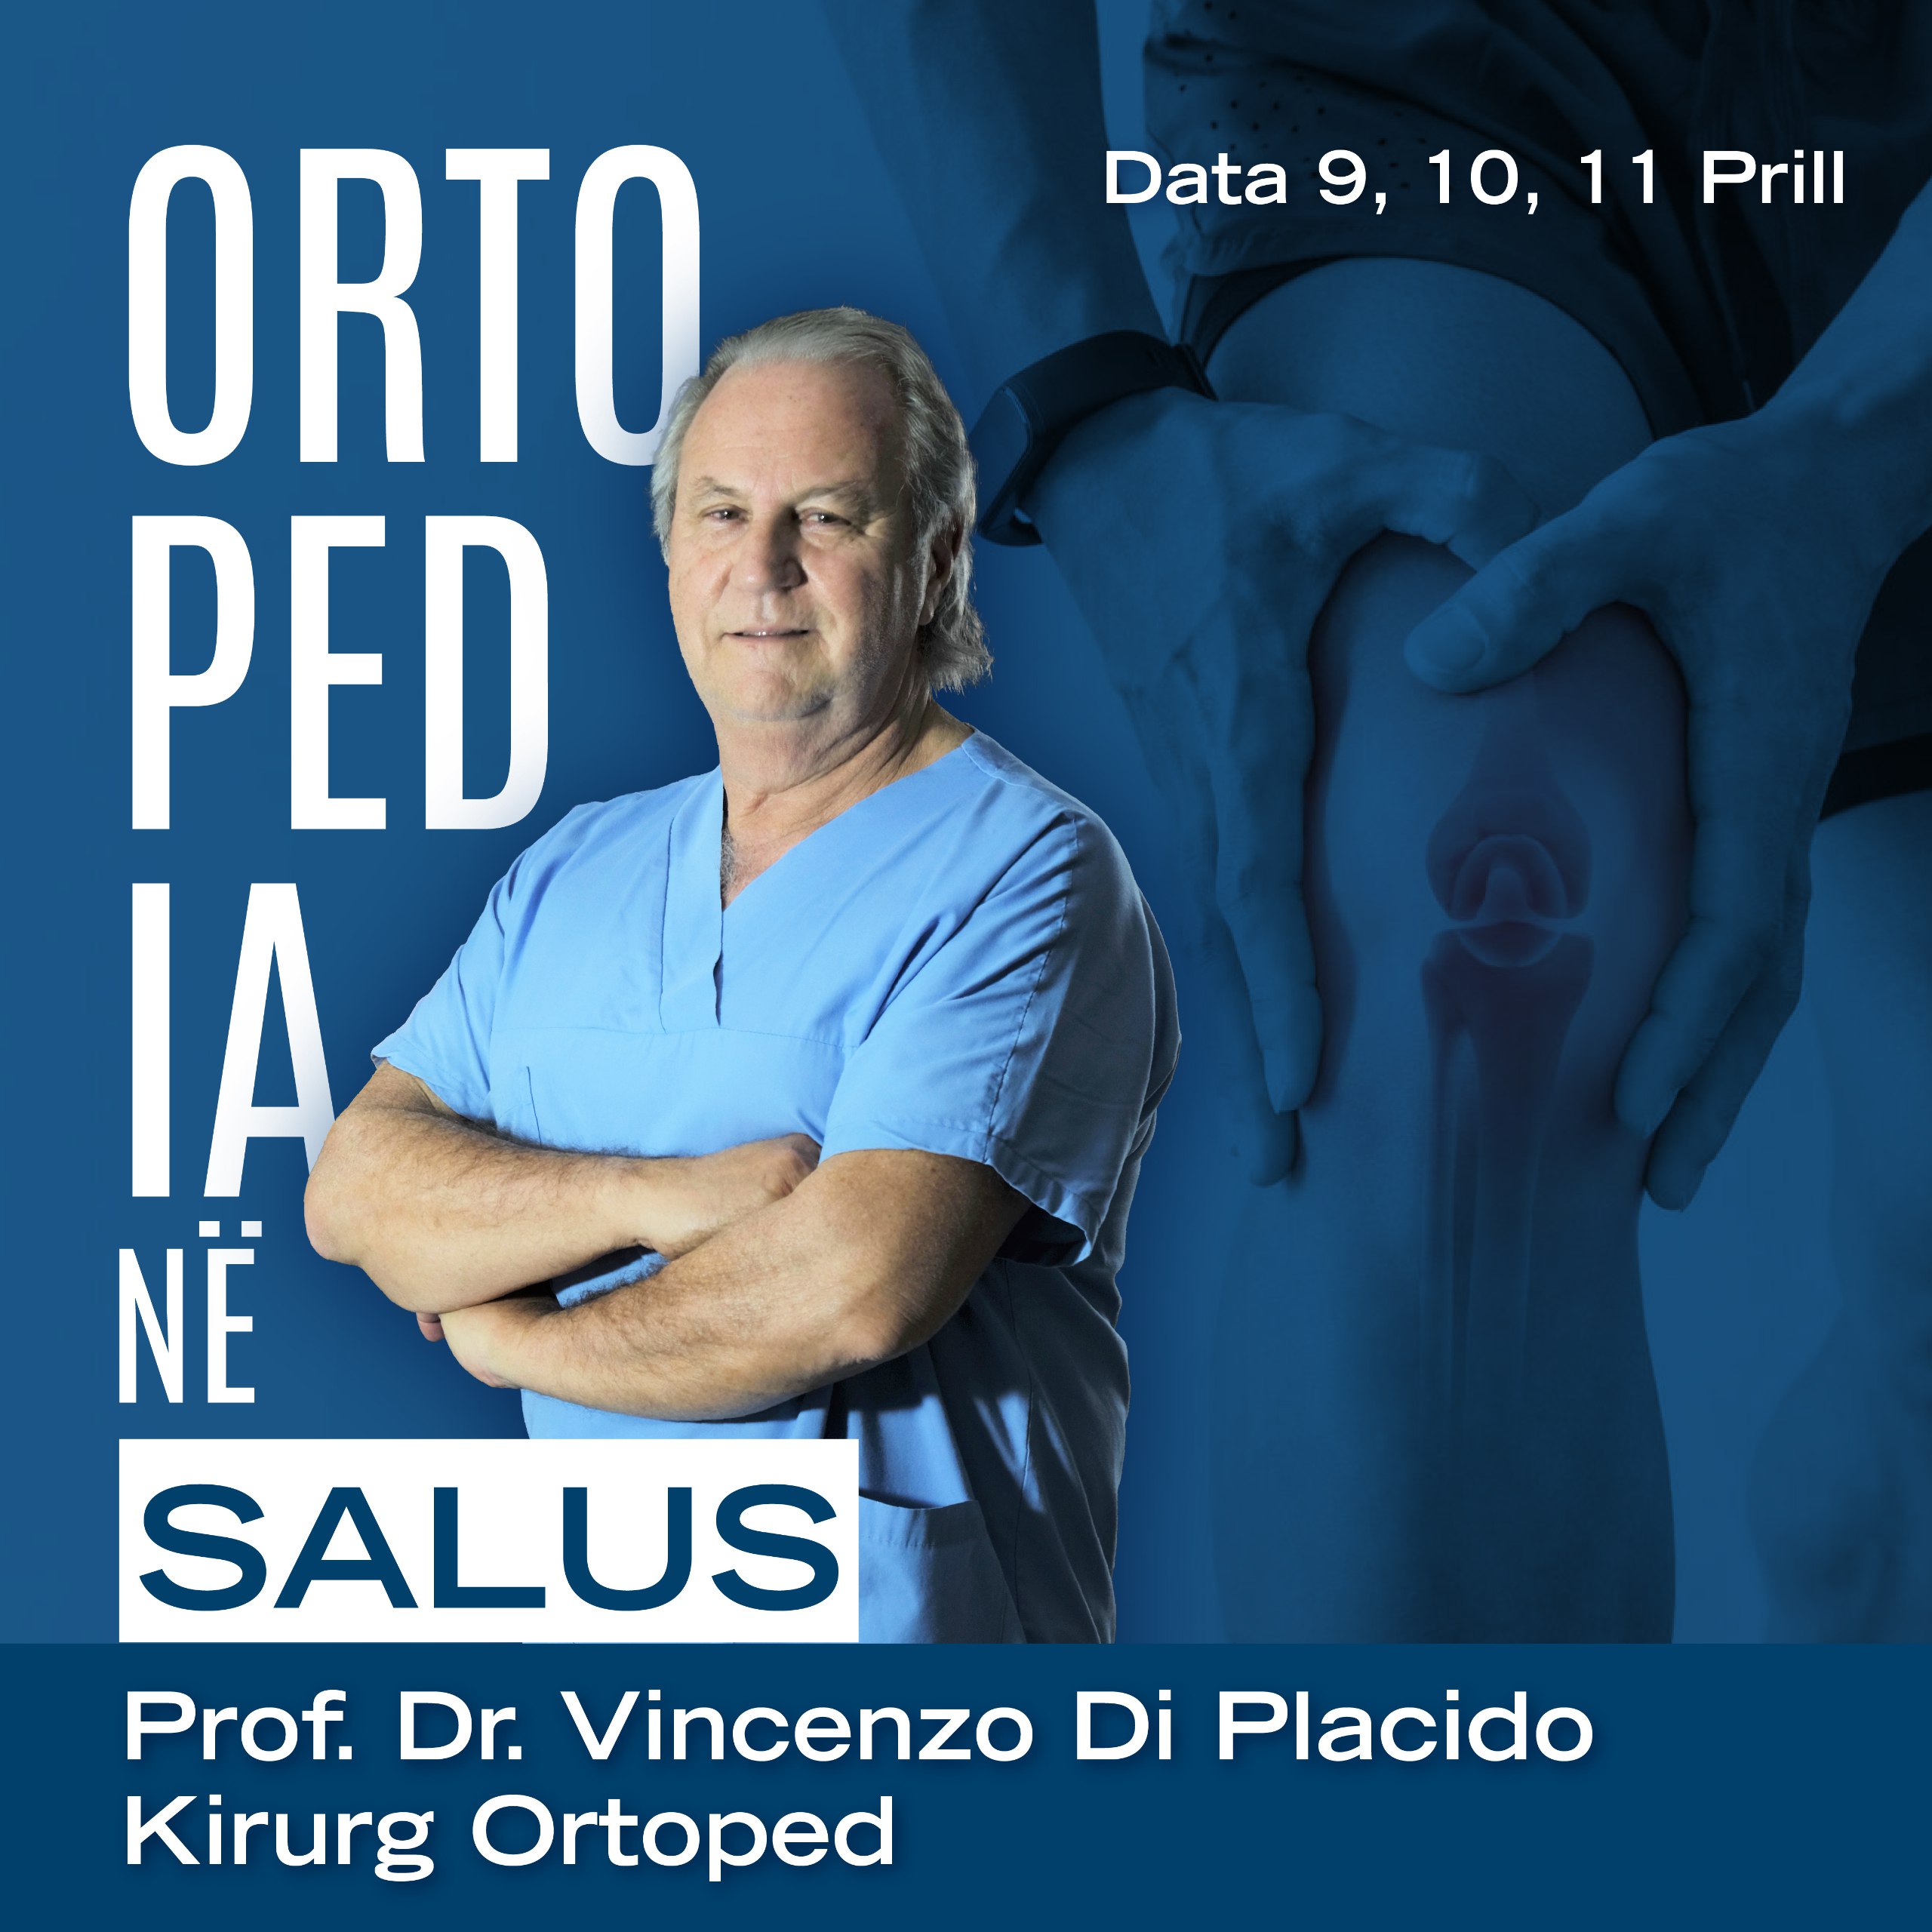 ORTO
PED
IA
NË
SALUS
Data 9, 10, 11 Prill
Prof. Dr. Vincenzo Di Placido
Kirurg Ortoped